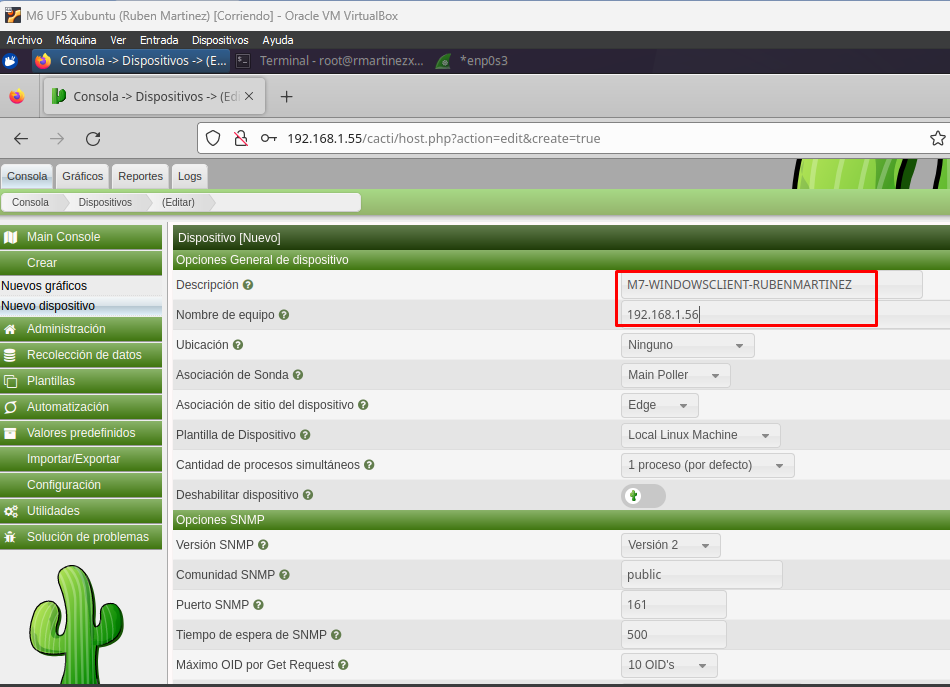 M6 UF5 Xubuntu (Ruben Martinez) [Corriendo] - Oracle VM VirtualBox
Archivo Máquina Ver Entrada Dispositivos Ayuda
Consola -> Dispositivos -> (E... Terminal - root@rmartinezx... *enp0s3
Consola -> Dispositivos -> (Edi
192.168.1.55/cacti/host.php?action=edit&create=true
Consola Gráficos Reportes Logs
Consola Dispositivos (Editar)
Main Console
Crear
Nuevos gráficos
Nuevo dispositivo
Administración
Recolección de datos
Plantillas
Automatización
Valores predefinidos
Importar/Exportar
Configuración
Utilidades
Solución de problemas
Dispositivo [Nuevo]
Opciones General de dispositivo
Descripción M7-WINDOWSCLIENT-RUBENMARTINEZ
Nombre de equipo 192.168.1.56
Ubicación Ninguno
Asociación de Sonda Main Poller
Asociación de sitio del dispositivo Edge
Plantilla de Dispositivo Local Linux Machine
Cantidad de procesos simultáneos 1 proceso (por defecto)
Deshabilitar dispositivo
Opciones SNMP
Versión SNMP Versión 2
Comunidad SNMP public
Puerto SNMP 161
Tiempo de espera de SNMP 500
Máximo OID por Get Request 10 OID's